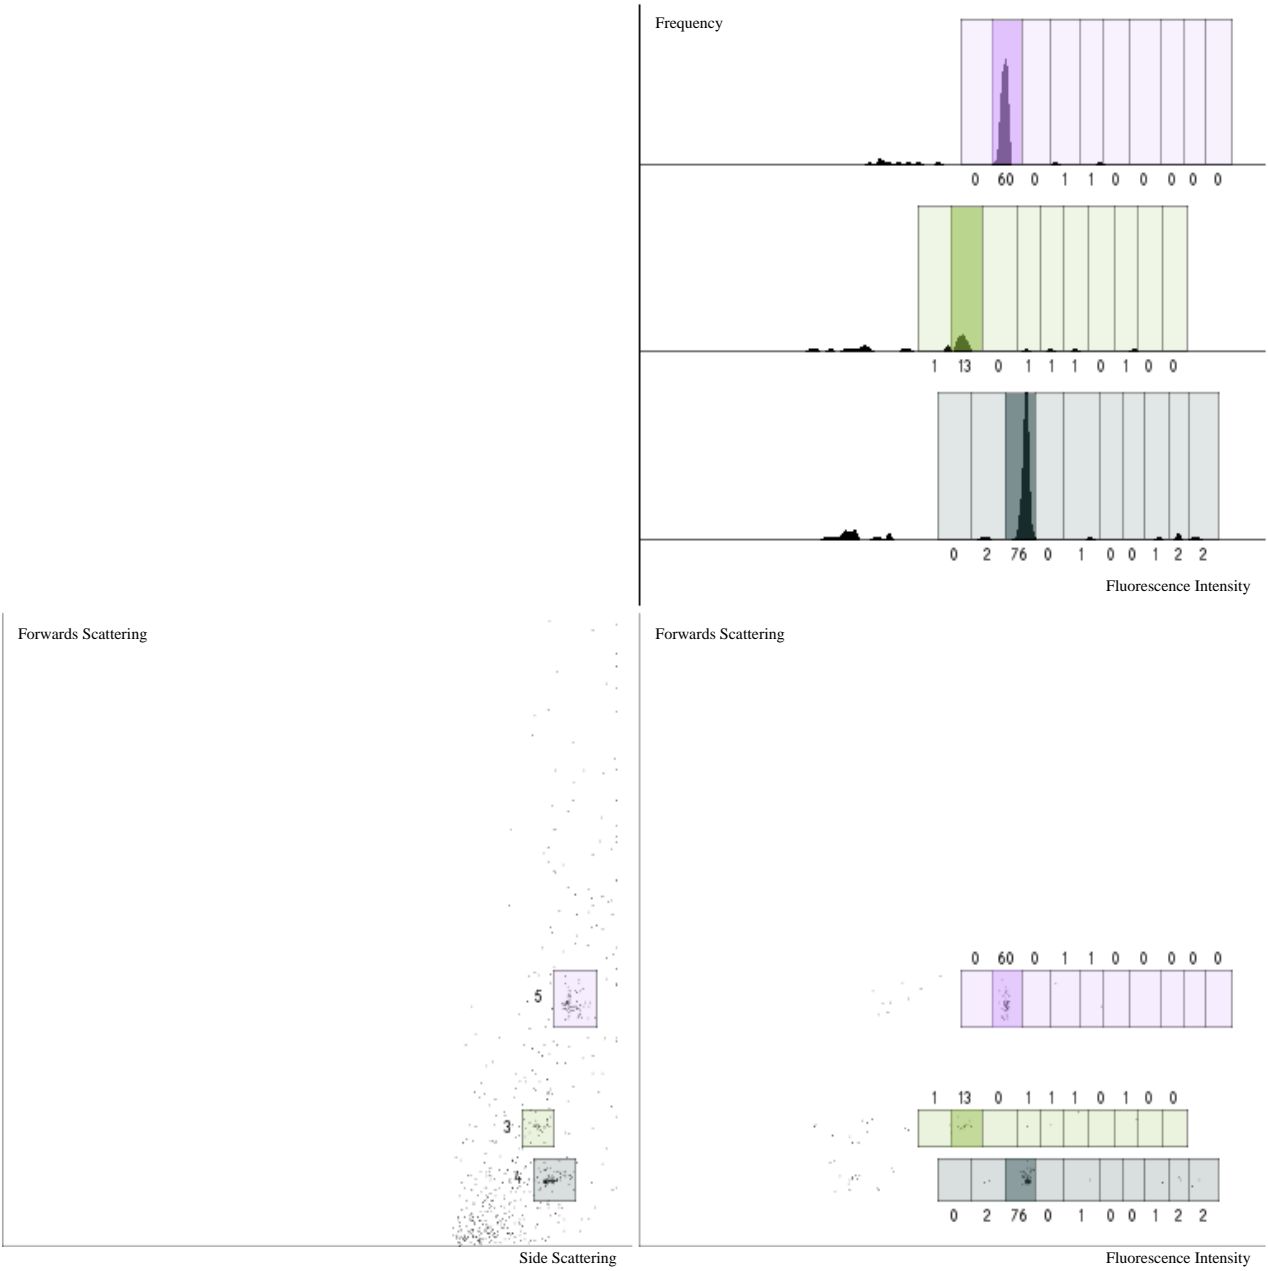 Frequency
0 60 0 1 1 0 0 0 0 0
1 13 0 1 1 1 0 1 0 0
0 2 76 0 1 0 0 1 2 2
Fluorescence Intensity
Forwards Scattering
5
3
4
Side Scattering
Forwards Scattering
0 60 0 1 1 0 0 0 0 0
1 13 0 1 1 1 0 1 0 0
0 2 76 0 1 0 0 1 2 2
Fluorescence Intensity